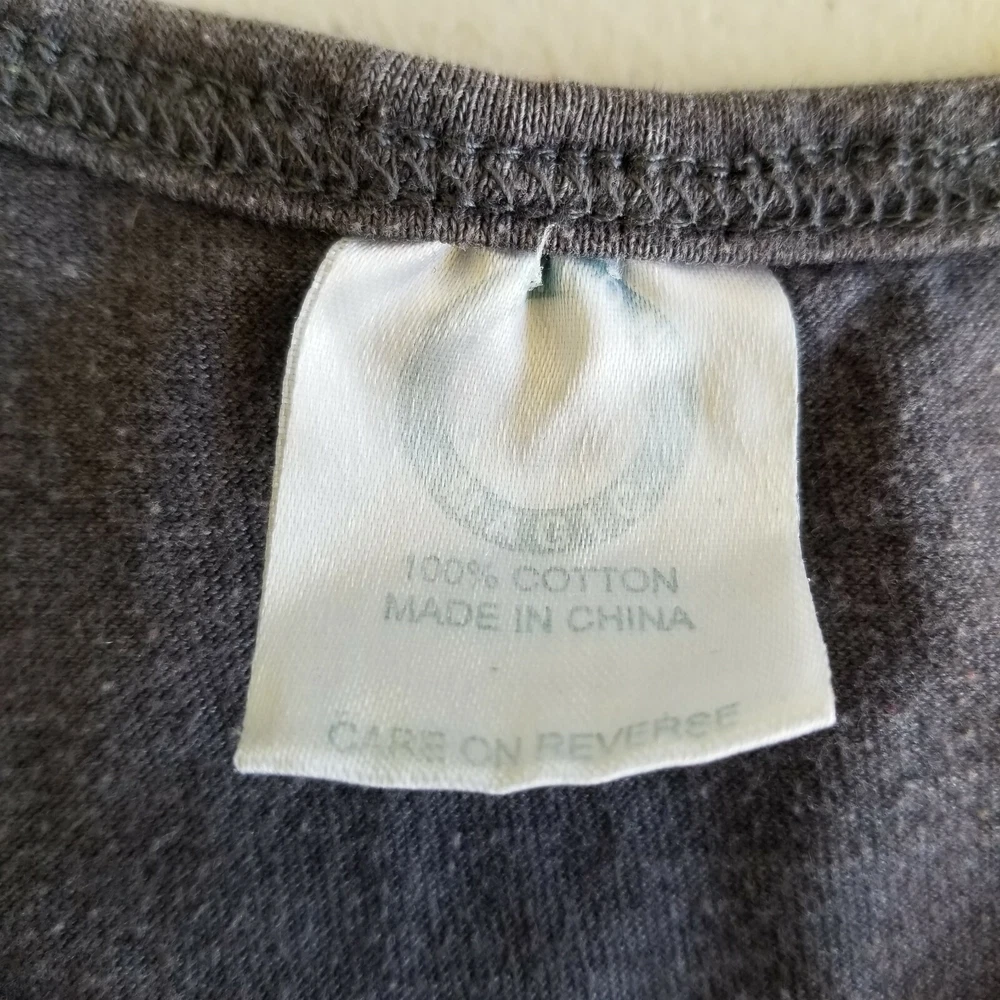 100% COTTON
MADE IN CHINA
CARE ON REVERSE